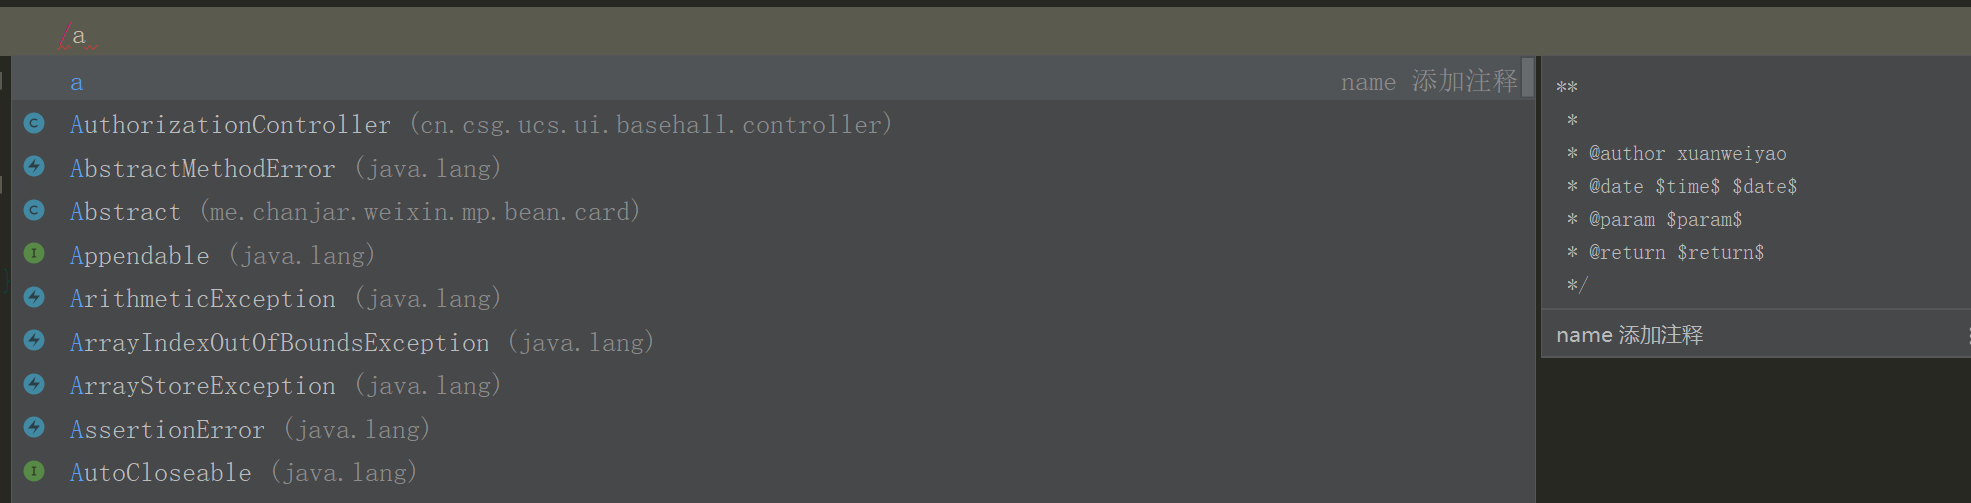 /a
a name 添加注释
AuthorizationController (cn.csg.ucs.ui.basehall.controller)
AbstractMethodError (java.lang)
Abstract (me.chanjar.weixin.mp.bean.card)
Appendable (java.lang)
ArithmeticException (java.lang)
ArrayIndexOutOfBoundsException (java.lang)
ArrayStoreException (java.lang)
AssertionError (java.lang)
AutoCloseable (java.lang)
**
*
* @author xuanweiyao
* @date $time$ $date$
* @param $param$
* @return $return$
*/
name 添加注释